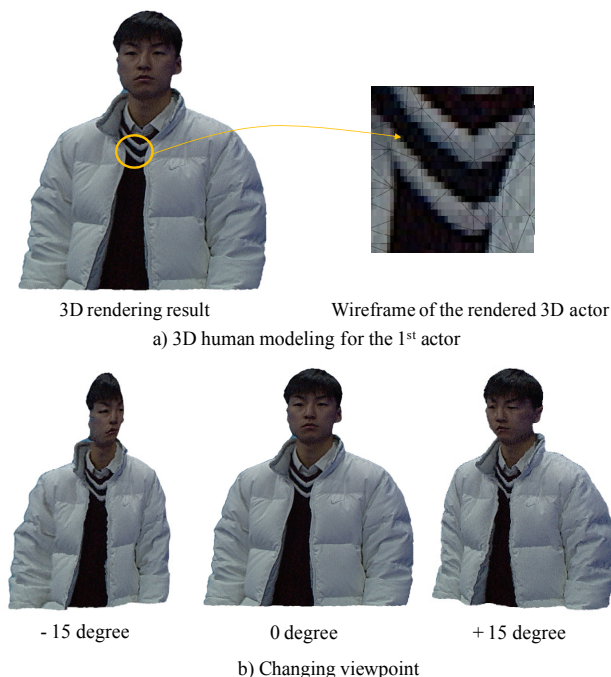 3D rendering result
Wireframe of the rendered 3D actor
a) 3D human modeling for the 1st actor
- 15 degree
0 degree
+ 15 degree
b) Changing viewpoint